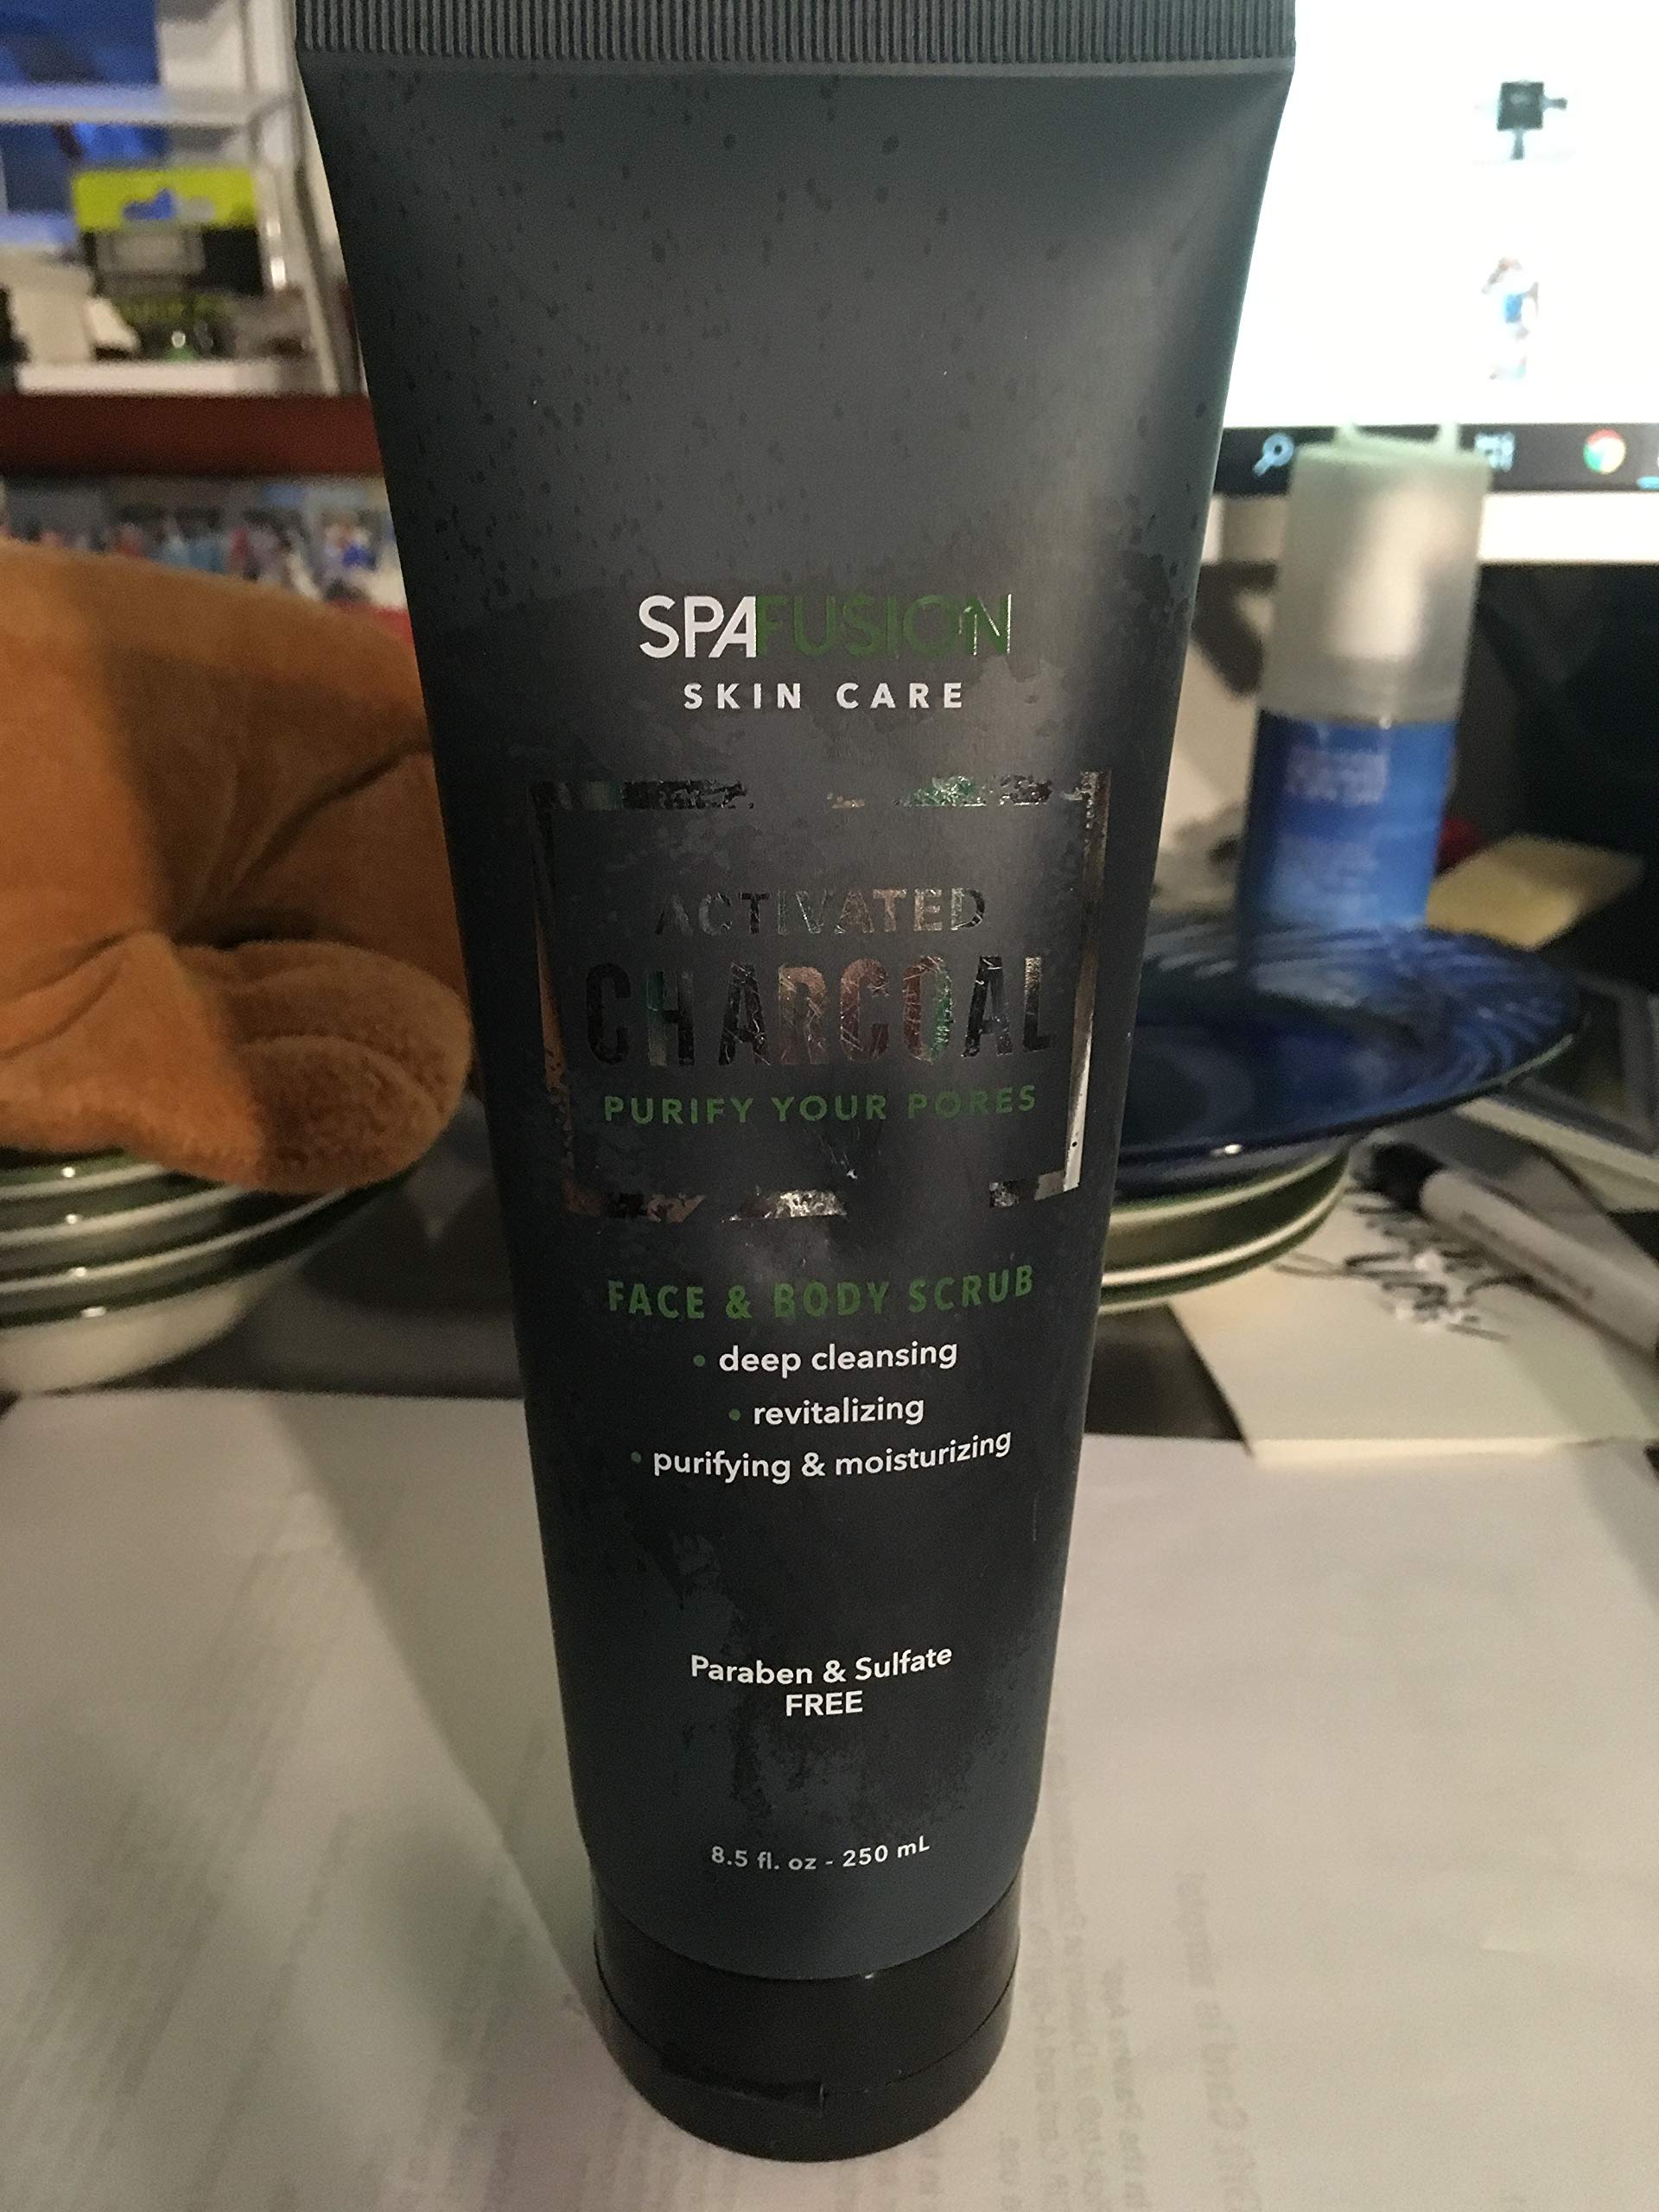 SPAFUSION
SKIN CARE
ACTIVATED
CHARCOAL
PURIFY YOUR PORES
FACE & BODY SCRUB
• deep cleansing
• revitalizing
• purifying & moisturizing
Paraben & Sulfate
FREE
8.5 fl. oz - 250 mL